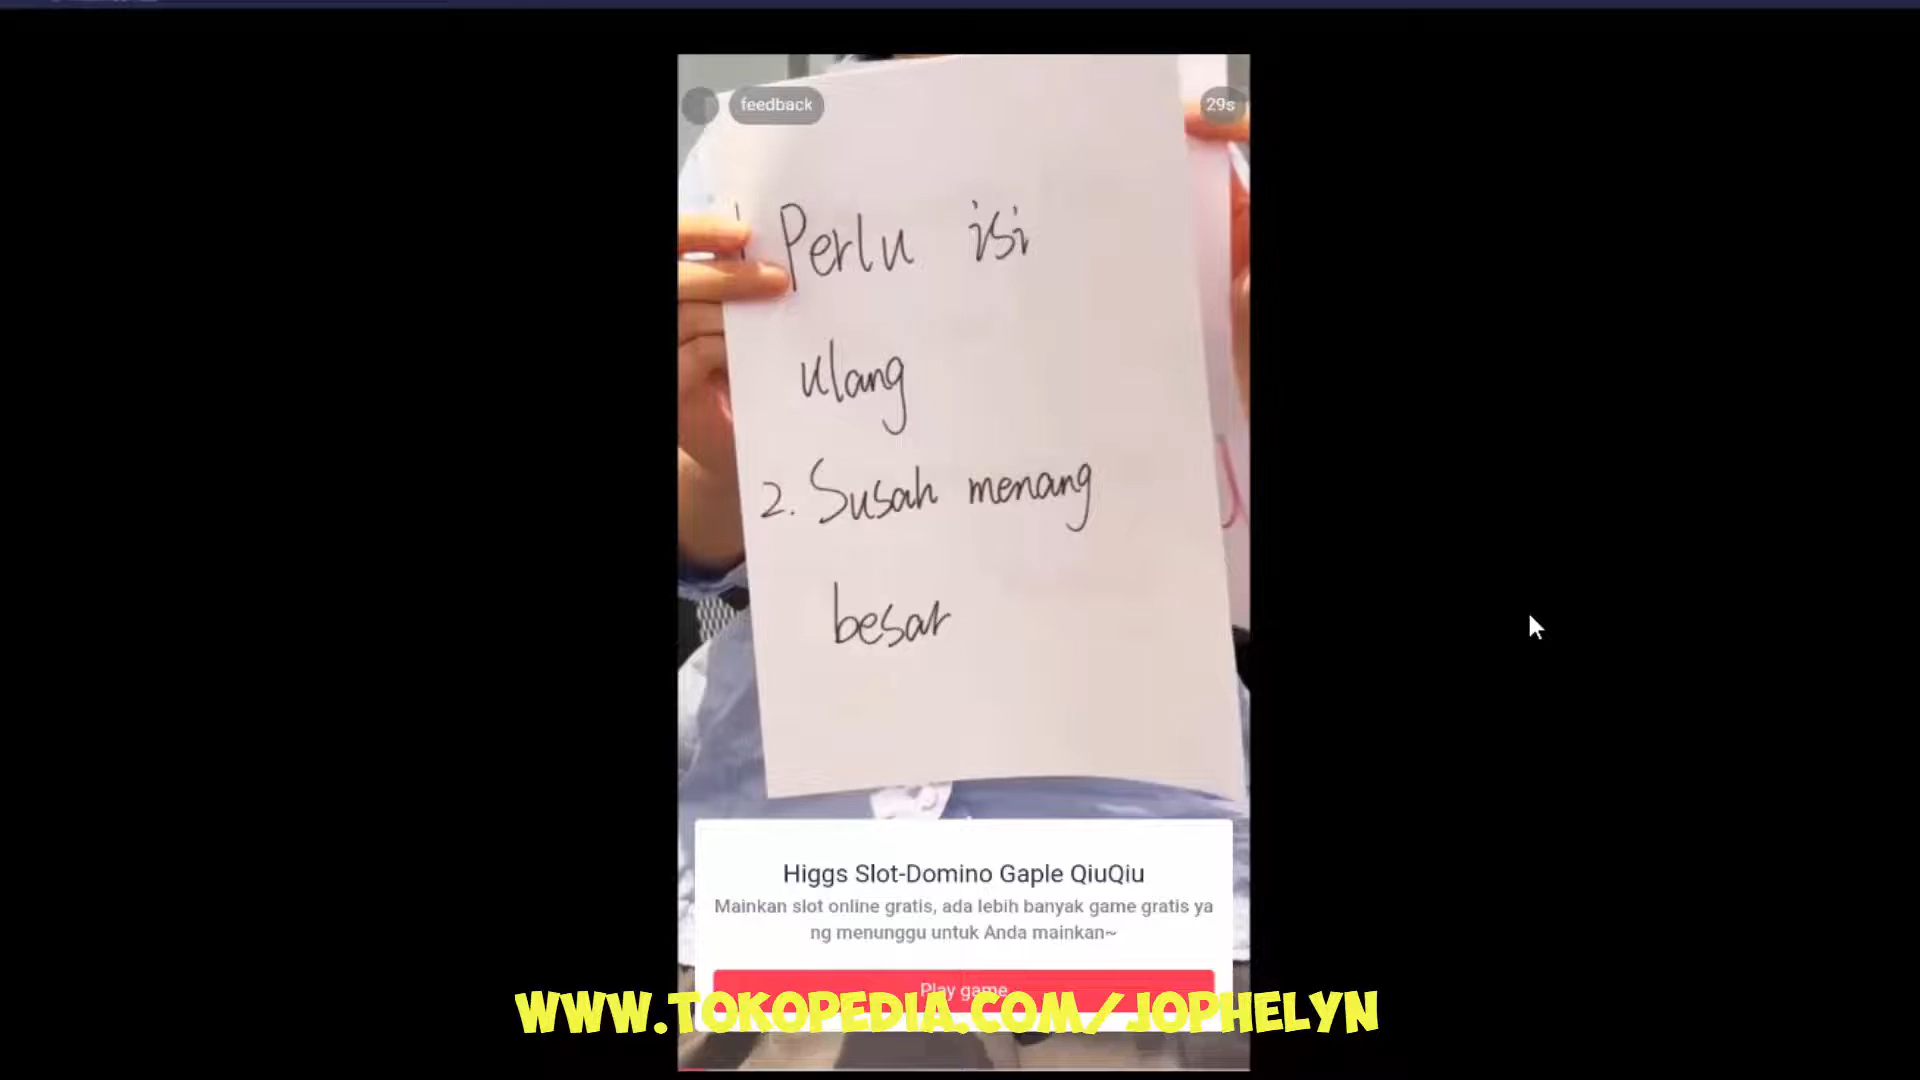 feedback
29s
Perlu isi
ulang
2. Susah menang
besar
Higgs Slot-Domino Gaple QiuQiu
Mainkan slot online gratis, ada lebih banyak game gratis ya
ng menunggu untuk Anda mainkan~
Play game
WWW.TOKOPEDIA.COM/JOPHELYN